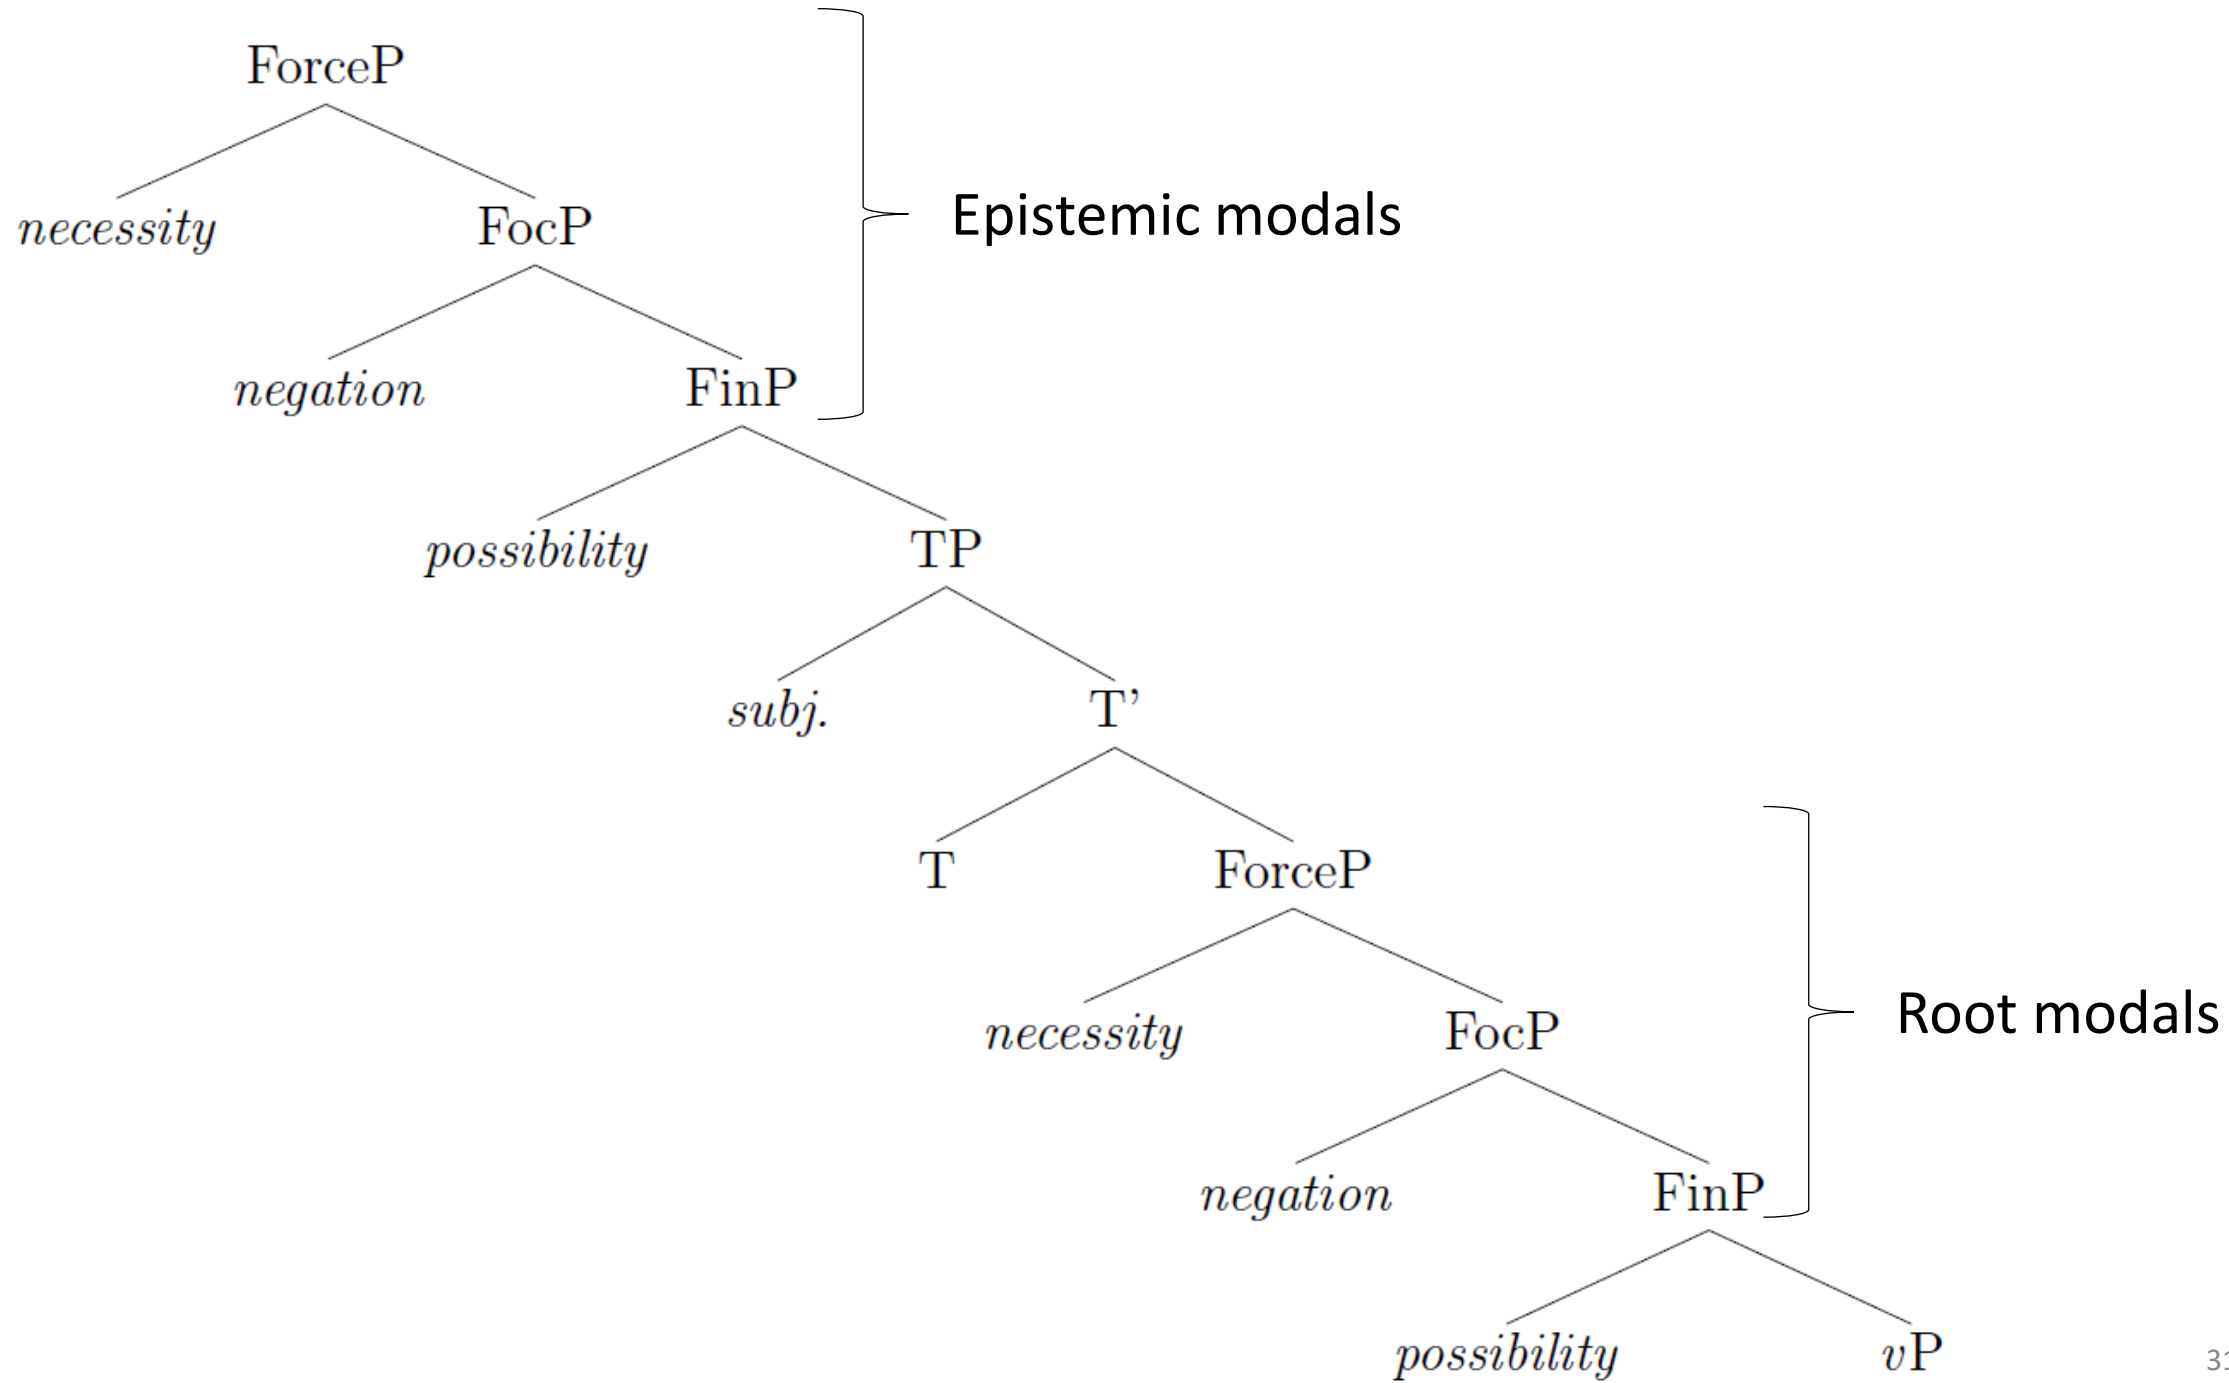 ForceP
necessity FocP Epistemic modals
negation FinP
possibility TP
subj. T’
T ForceP
necessity FocP Root modals
negation FinP
possibility vP 31